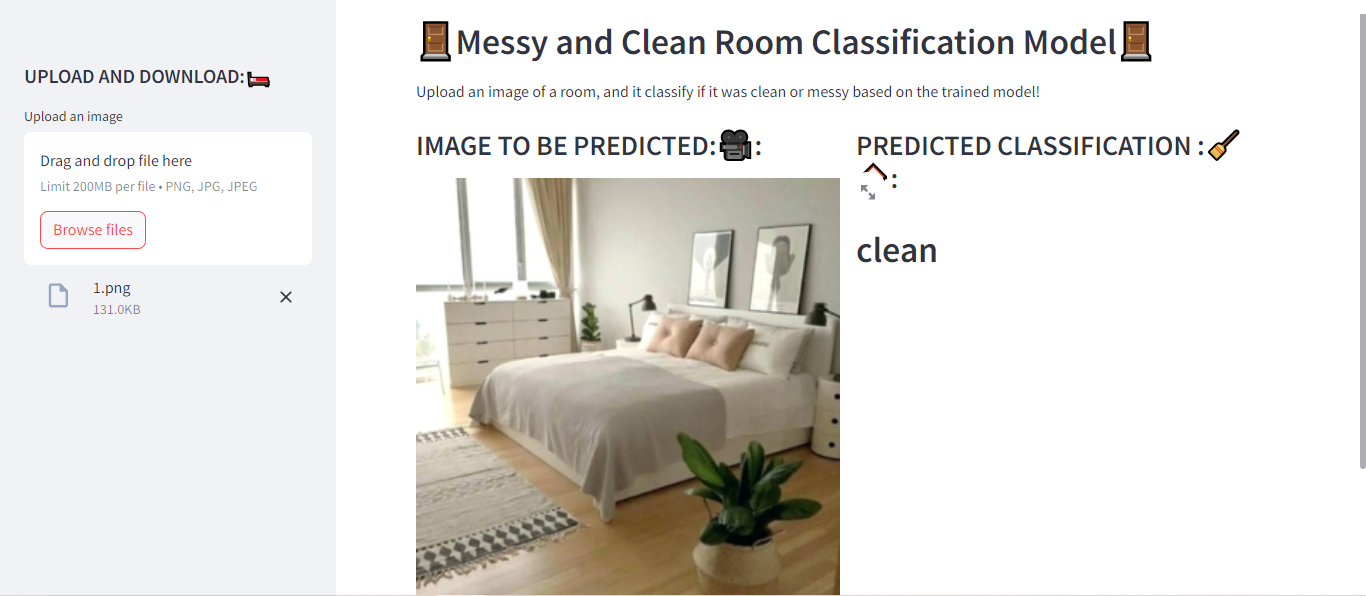 UPLOAD AND DOWNLOAD:
Upload an image
Drag and drop file here
Limit 200MB per file • PNG, JPG, JPEG
Browse files
1.png
131.0KB
Messy and Clean Room Classification Model
Upload an image of a room, and it classify if it was clean or messy based on the trained model!
IMAGE TO BE PREDICTED: :
PREDICTED CLASSIFICATION :
:
clean